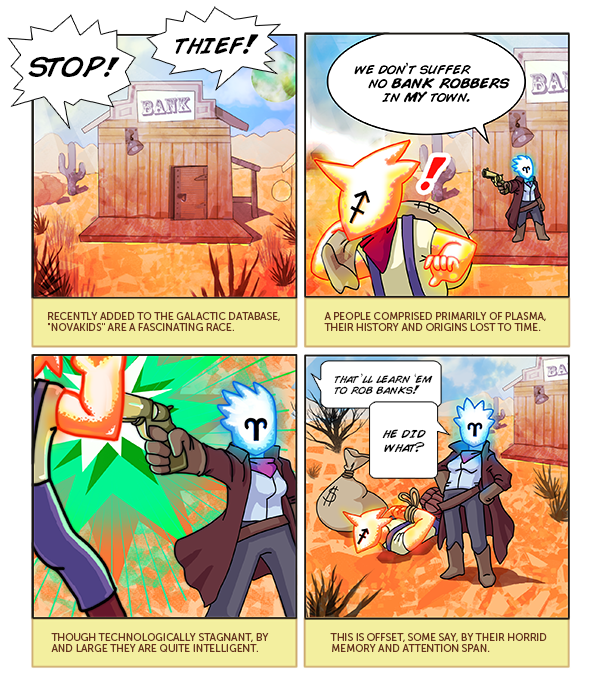 STOP!
THIEF!
BANK
RECENTLY ADDED TO THE GALACTIC DATABASE,
"NOVAKIDS" ARE A FASCINATING RACE.
WE DON'T SUFFER
NO BANK ROBBERS
IN MY TOWN.
BA
!
$
A PEOPLE COMPRISED PRIMARILY OF PLASMA,
THEIR HISTORY AND ORIGINS LOST TO TIME.
THOUGH TECHNOLOGICALLY STAGNANT, BY
AND LARGE THEY ARE QUITE INTELLIGENT.
THAT'LL LEARN 'EM
TO ROB BANKS!
HE DID
WHAT?
BA
$
THIS IS OFFSET, SOME SAY, BY THEIR HORRID
MEMORY AND ATTENTION SPAN.